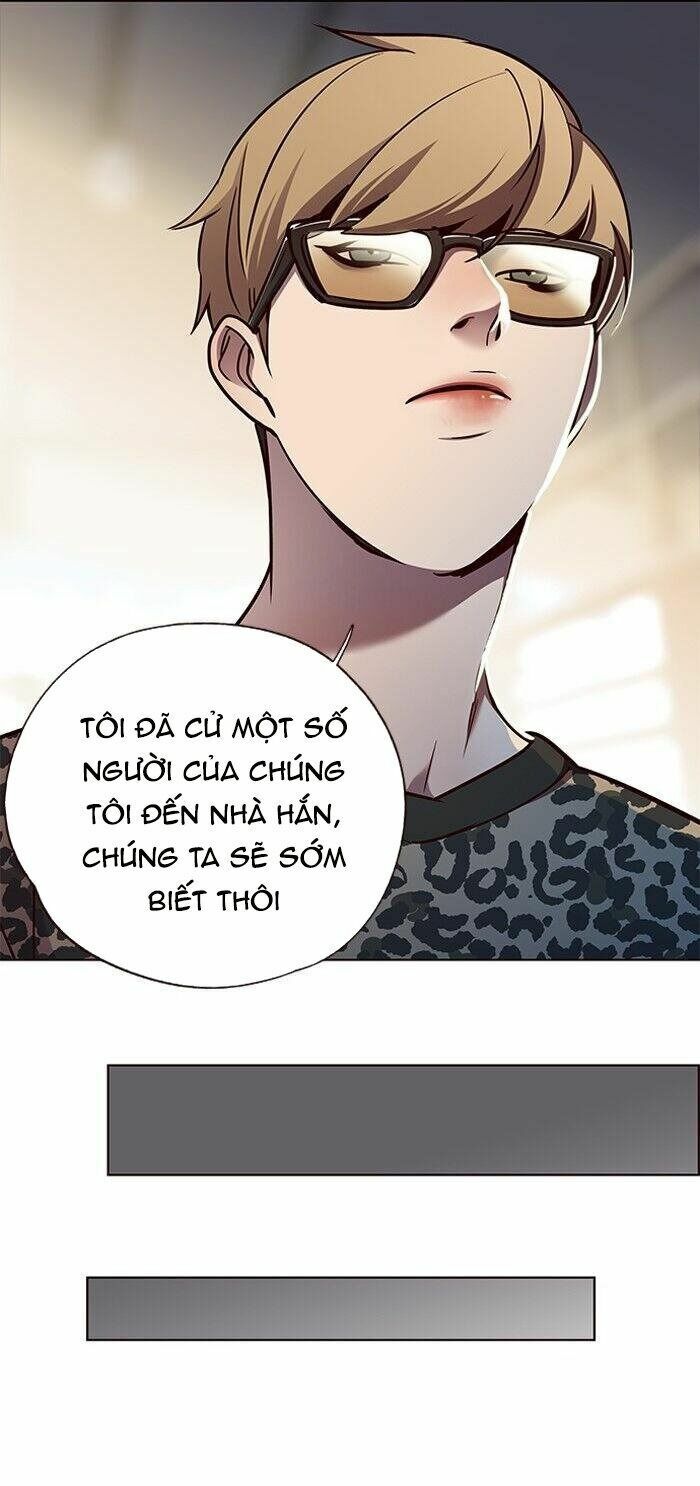 TÔI ĐÃ CỬ MỘT SỐ
NGƯỜI CỦA CHÚNG
TÔI ĐẾN NHÀ HẮN,
CHÚNG TA SẼ SỚM
BIẾT THÔI